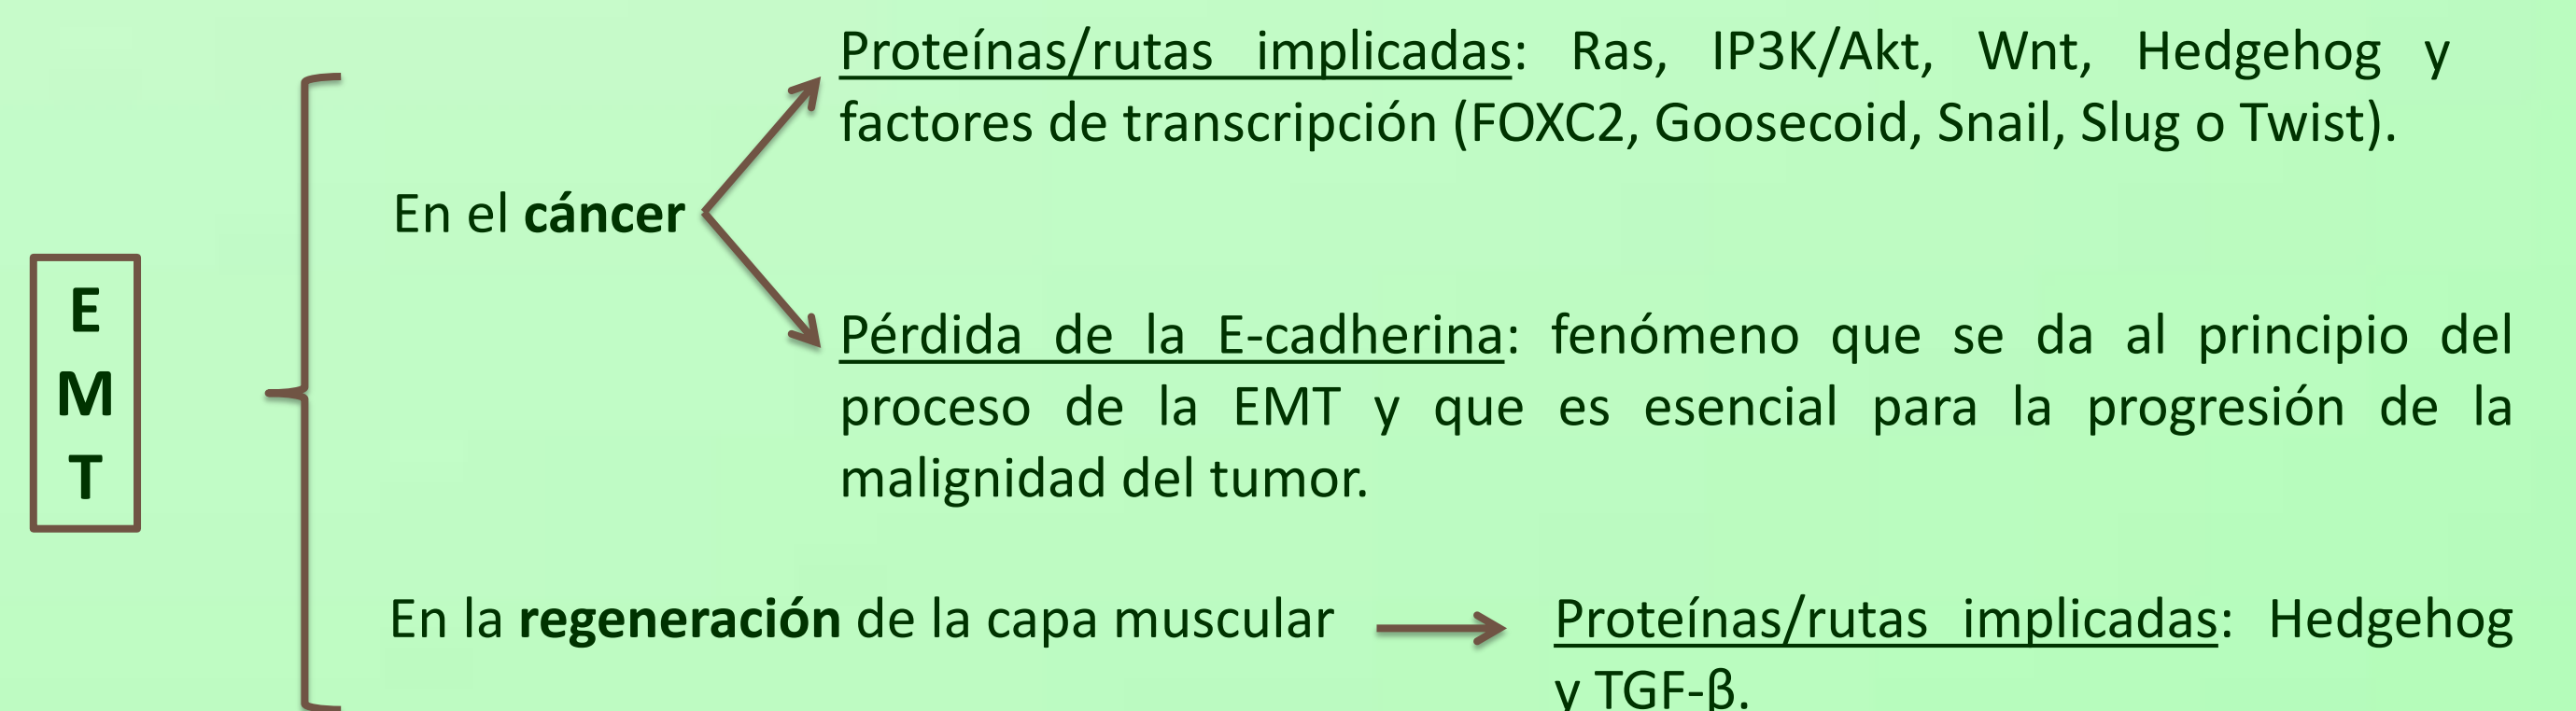 Proteínas/rutas implicadas: Ras, IP3K/Akt, Wnt, Hedgehog y
factores de transcripción (FOXC2, Goosecoid, Snail, Slug o Twist).
En el cáncer
E
M
T
Pérdida de la E-cadherina: fenómeno que se da al principio del
proceso de la EMT y que es esencial para la progresión de la
malignidad del tumor.
En la regeneración de la capa muscular
Proteínas/rutas implicadas: Hedgehog
y TGF-β.